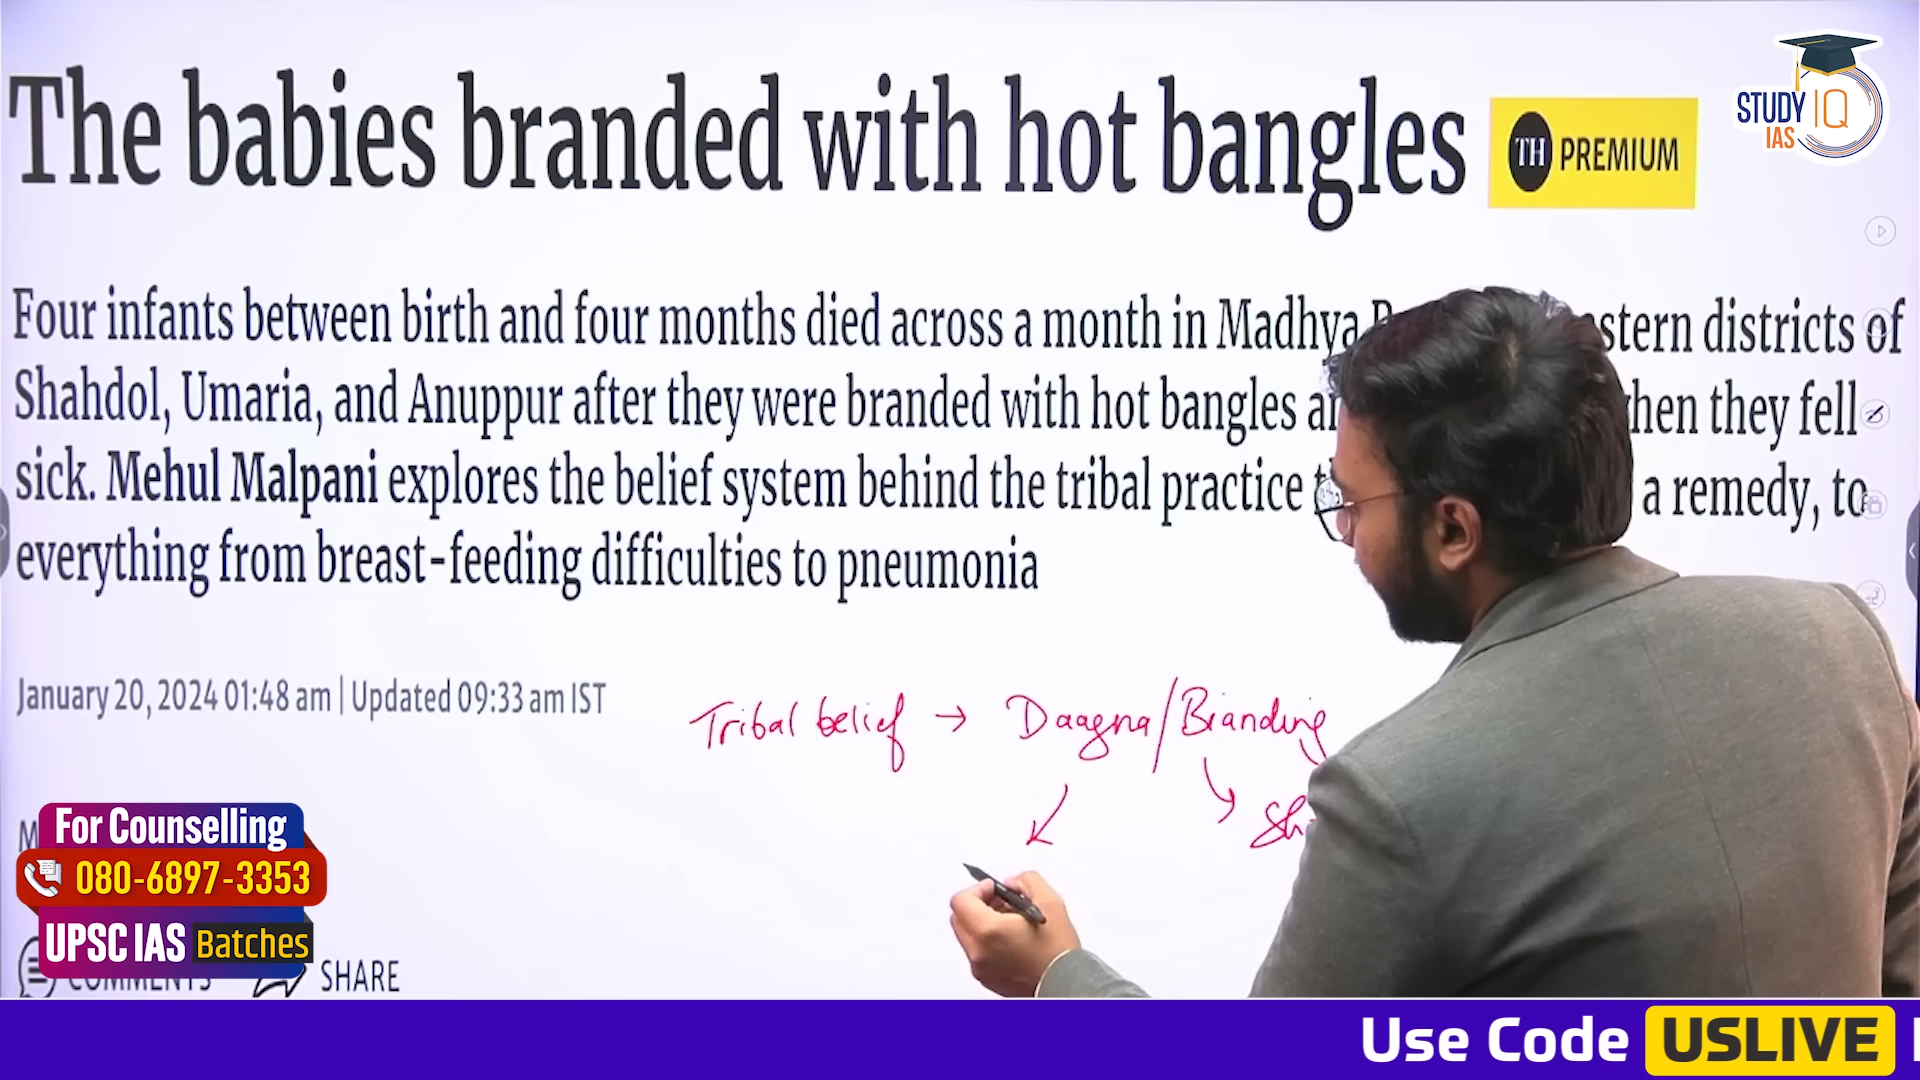 The babies branded with hot bangles
TH PREMIUM
STUDY IQ
IAS
Four infants between birth and four months died across a month in Madhya stern districts of
Shahdol, Umaria, and Anuppur after they were branded with hot bangles hen they fell
sick. Mehul Malpani explores the belief system behind the tribal practice a remedy, to
everything from breast-feeding difficulties to pneumonia
January 20, 2024 01:48 am | Updated 09:33 am IST
Tribal belief → Daagna/Branding
For Counselling
080-6897-3353
UPSC IAS Batches
COMMENTS SHARE
Use Code USLIVE